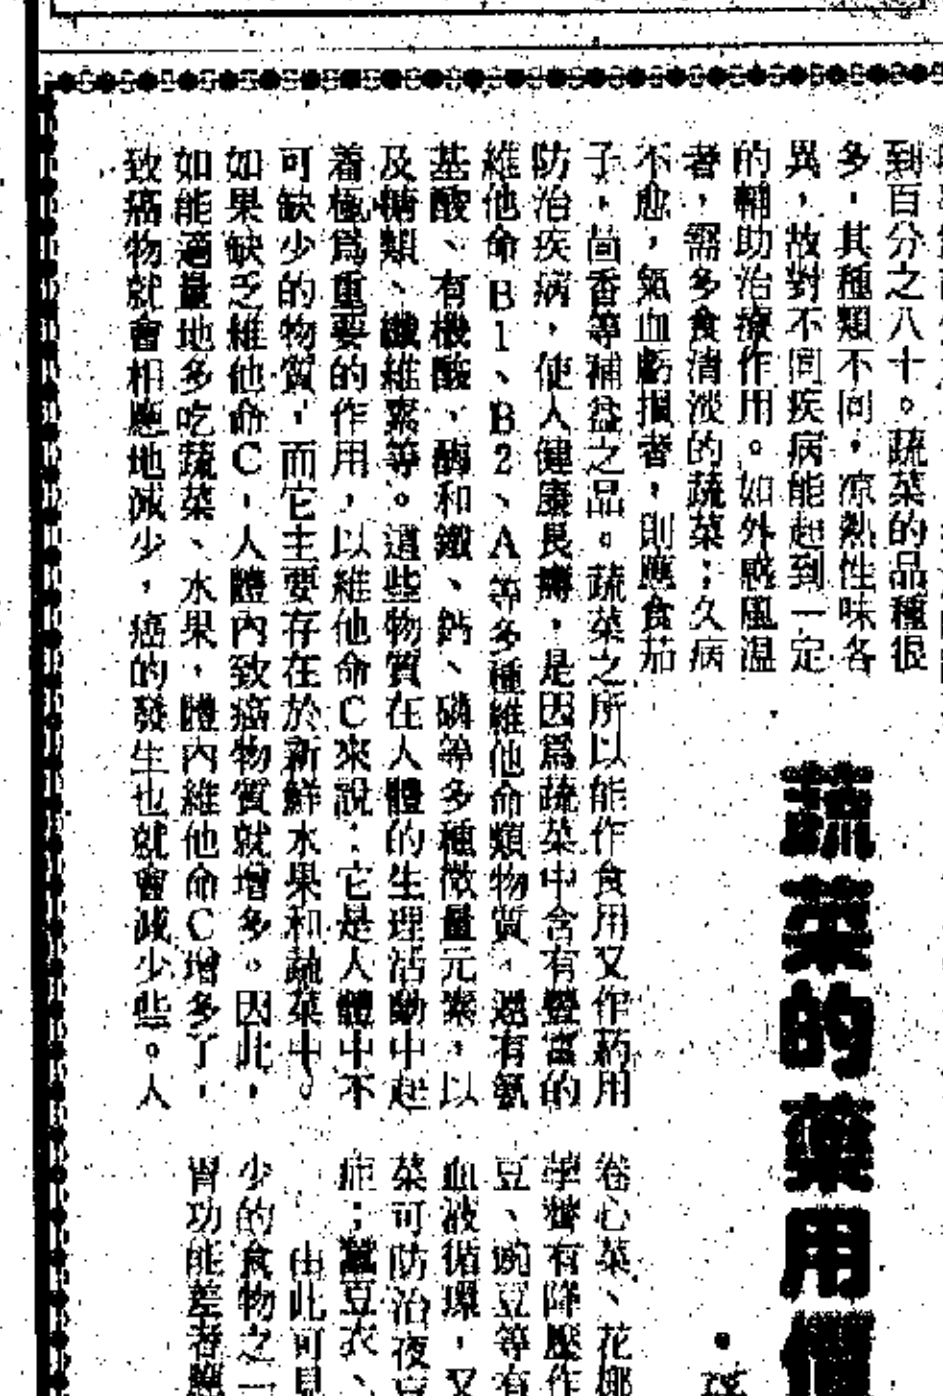 到百分之八十。蔬菜的品種很
多，其種類不同，凉熱性味各
異，故對不同疾病能起到一定
的輔助治療作用。如外感風溫
者，需多食清淡的蔬菜；久病
不愈，氣血虧損者，則應食茄
子，茴香等補益之品。蔬菜之所以能作食用又作葯用
防治疾病，使人健康長壽，是因爲蔬菜中含有豐富的
維他命B1、B2、A等多種維他命類物質。還有氨
基酸、有機酸、酶和鐵、鈣、磷等多種微量元素，以
及糖類、纖維素等。這些物質在人體的生理活動中起
着極爲重要的作用，以維他命C來說：它是人體中不
可缺少的物質，而它主要存在於新鮮水果和蔬菜中。
如果缺乏維他命C，人體內致癌物質就增多。因此，
如能適量地多吃蔬菜、水果，體內維他命C增多了，
致癌物就會相應地減少，癌的發生也就會減少些。人
蔬菜的藥用價
卷心菜、花椰
荸薺有降壓作
豆、豌豆等有
血液循環，又
菜可防治夜盲
症；蠶豆衣、
由此可見
少的食物之一
胃功能差者應